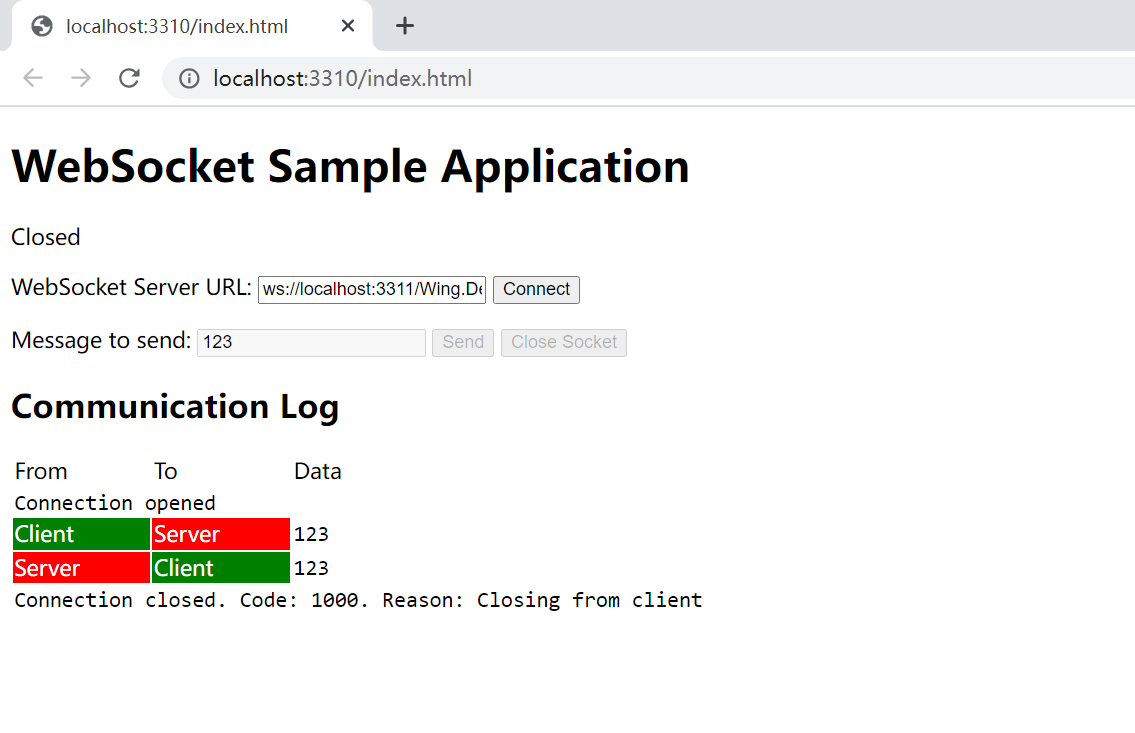 localhost:3310/index.html
localhost:3310/index.html
WebSocket Sample Application
Closed
WebSocket Server URL: ws://localhost:3311/Wing.De Connect
Message to send: 123 Send Close Socket
Communication Log
From To Data
Connection opened
Client Server 123
Server Client 123
Connection closed. Code: 1000. Reason: Closing from client